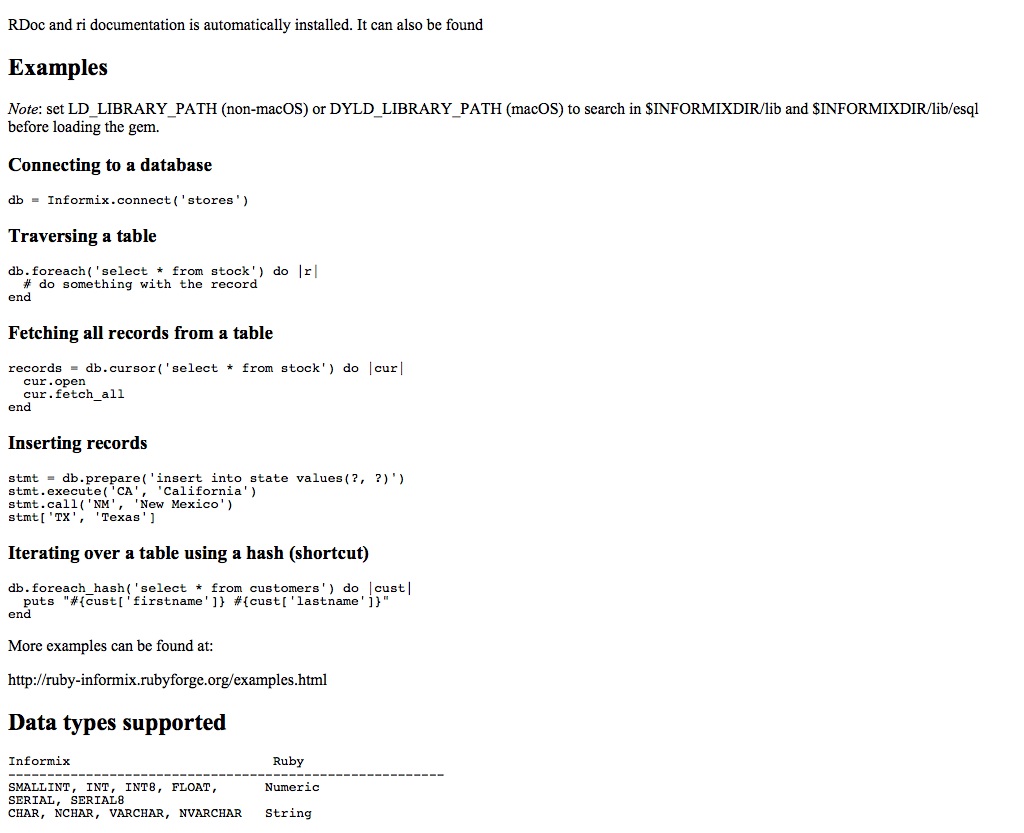 RDoc and ri documentation is automatically installed. It can also be found
Examples
Note: set LD_LIBRARY_PATH (non-macOS) or DYLD_LIBRARY_PATH (macOS) to search in $INFORMIXDIR/lib and $INFORMIXDIR/lib/esql
before loading the gem.
Connecting to a database
db = Informix.connect('stores')
Traversing a table
db.foreach('select * from stock') do |r|
  # do something with the record
end
Fetching all records from a table
records = db.cursor('select * from stock') do |cur|
  cur.open
  cur.fetch_all
end
Inserting records
stmt = db.prepare('insert into state values(?, ?)')
stmt.execute('CA', 'California')
stmt.call('NM', 'New Mexico')
stmt['TX', 'Texas']
Iterating over a table using a hash (shortcut)
db.foreach_hash('select * from customers') do |cust|
  puts "#{cust['firstname']} #{cust['lastname']}"
end
More examples can be found at:
http://ruby-informix.rubyforge.org/examples.html
Data types supported
Informix                          Ruby
--------------------------------------------------------
SMALLINT, INT, INT8, FLOAT,      Numeric
SERIAL, SERIAL8
CHAR, NCHAR, VARCHAR, NVARCHAR   String